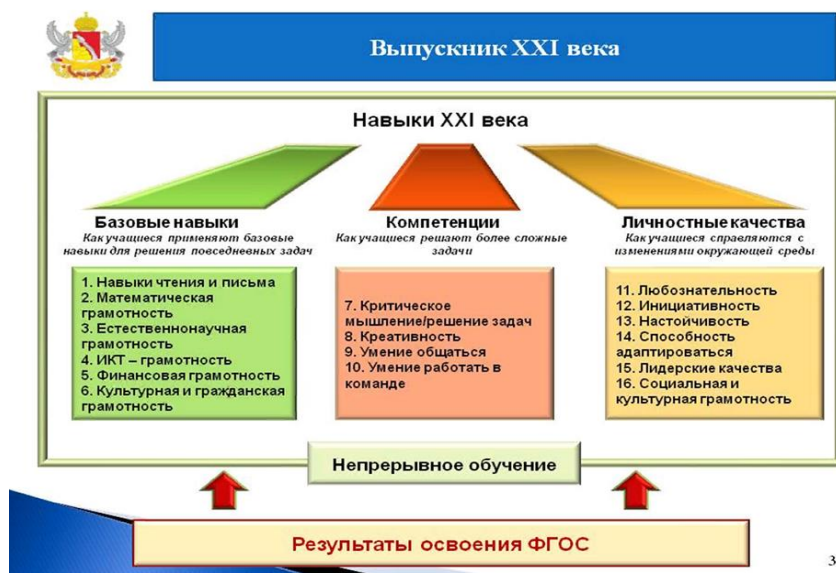 Выпускник XXI века
Навыки XXI века
Базовые навыки
Как учащиеся применяют базовые
навыки для решения повседневных задач
1. Навыки чтения и письма
2. Математическая
грамотность
3. Естественнонаучная
грамотность
4. ИКТ – грамотность
5. Финансовая грамотность
6. Культурная и гражданская
грамотность
Компетенции
Как учащиеся решают более сложные
задачи
7. Критическое
мышление/решение задач
8. Креативность
9. Умение общаться
10. Умение работать в
команде
Личностные качества
Как учащиеся справляются с
изменениями окружающей среды
11. Любознательность
12. Инициативность
13. Настойчивость
14. Способность
адаптироваться
15. Лидерские качества
16. Социальная и
культурная грамотность
Непрерывное обучение
Результаты освоения ФГОС
3